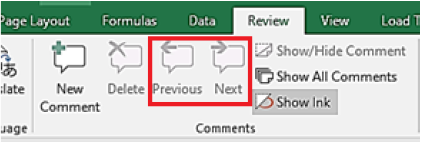 Page Layout Formulas Data Review View Load T
あ
slate
New
Comment
Delete
Previous
Next
Show/Hide Comment
Show All Comments
Show Ink
uage
Comments